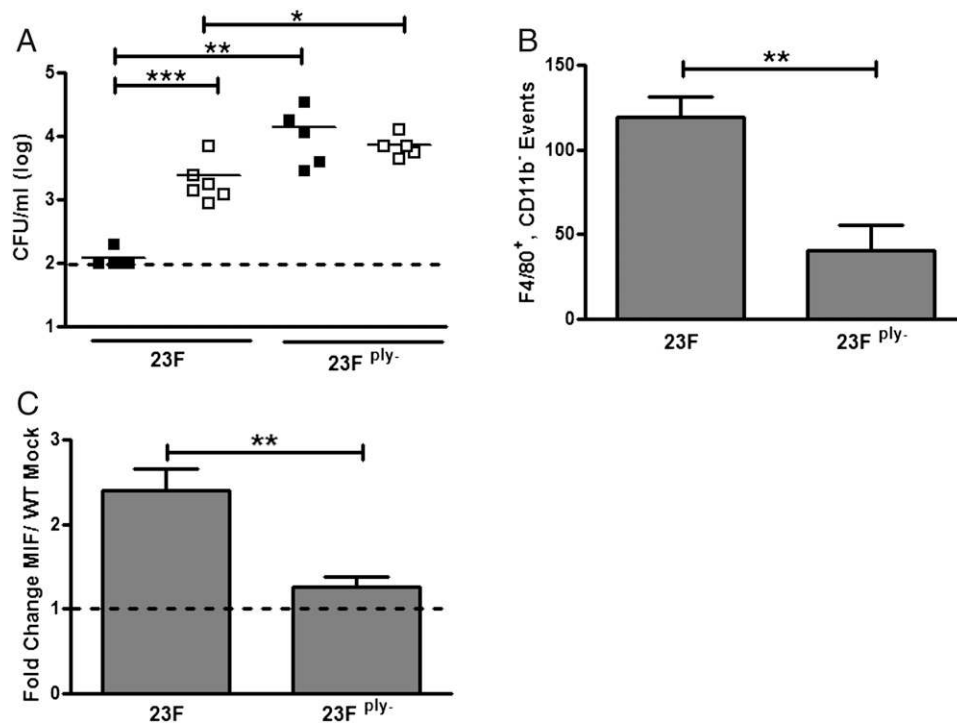 A
*
**
***
CFU/ml (log)
5
4
3
2
1
23F
23F ply-
B
**
F4/80+, CD11b- Events
150
100
50
0
23F
23F ply-
C
**
Fold Change MIF/ WT Mock
3
2
1
0
23F
23F ply-